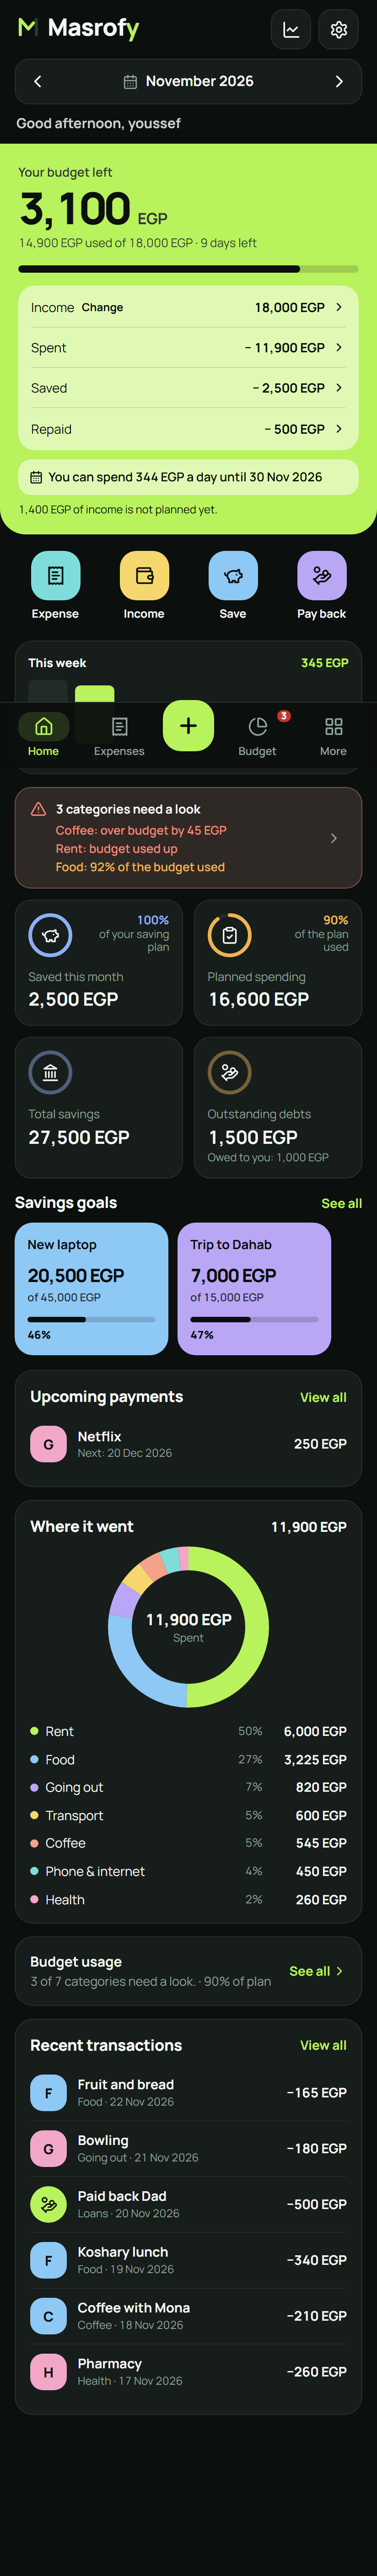 Masrofy
November 2026
Good afternoon, youssef
Your budget left
3,100 EGP
14,900 EGP used of 18,000 EGP · 9 days left
Income Change 18,000 EGP
Spent − 11,900 EGP
Saved − 2,500 EGP
Repaid − 500 EGP
You can spend 344 EGP a day until 30 Nov 2026
1,400 EGP of income is not planned yet.
Expense Income Save Pay back
This week 345 EGP
3
Home Expenses Budget More
3 categories need a look
Coffee: over budget by 45 EGP
Rent: budget used up
Food: 92% of the budget used
100%
of your saving
plan
Saved this month
2,500 EGP
90%
of the plan
used
Planned spending
16,600 EGP
Total savings
27,500 EGP
Outstanding debts
1,500 EGP
Owed to you: 1,000 EGP
Savings goals See all
New laptop
20,500 EGP
of 45,000 EGP
46%
Trip to Dahab
7,000 EGP
of 15,000 EGP
47%
Upcoming payments View all
G
Netflix
Next: 20 Dec 2026
250 EGP
Where it went 11,900 EGP
11,900 EGP
Spent
Rent 50% 6,000 EGP
Food 27% 3,225 EGP
Going out 7% 820 EGP
Transport 5% 600 EGP
Coffee 5% 545 EGP
Phone & internet 4% 450 EGP
Health 2% 260 EGP
Budget usage
3 of 7 categories need a look. · 90% of plan
See all
Recent transactions View all
F
Fruit and bread
Food · 22 Nov 2026
−165 EGP
G
Bowling
Going out · 21 Nov 2026
−180 EGP
Paid back Dad
Loans · 20 Nov 2026
−500 EGP
F
Koshary lunch
Food · 19 Nov 2026
−340 EGP
C
Coffee with Mona
Coffee · 18 Nov 2026
−210 EGP
H
Pharmacy
Health · 17 Nov 2026
−260 EGP